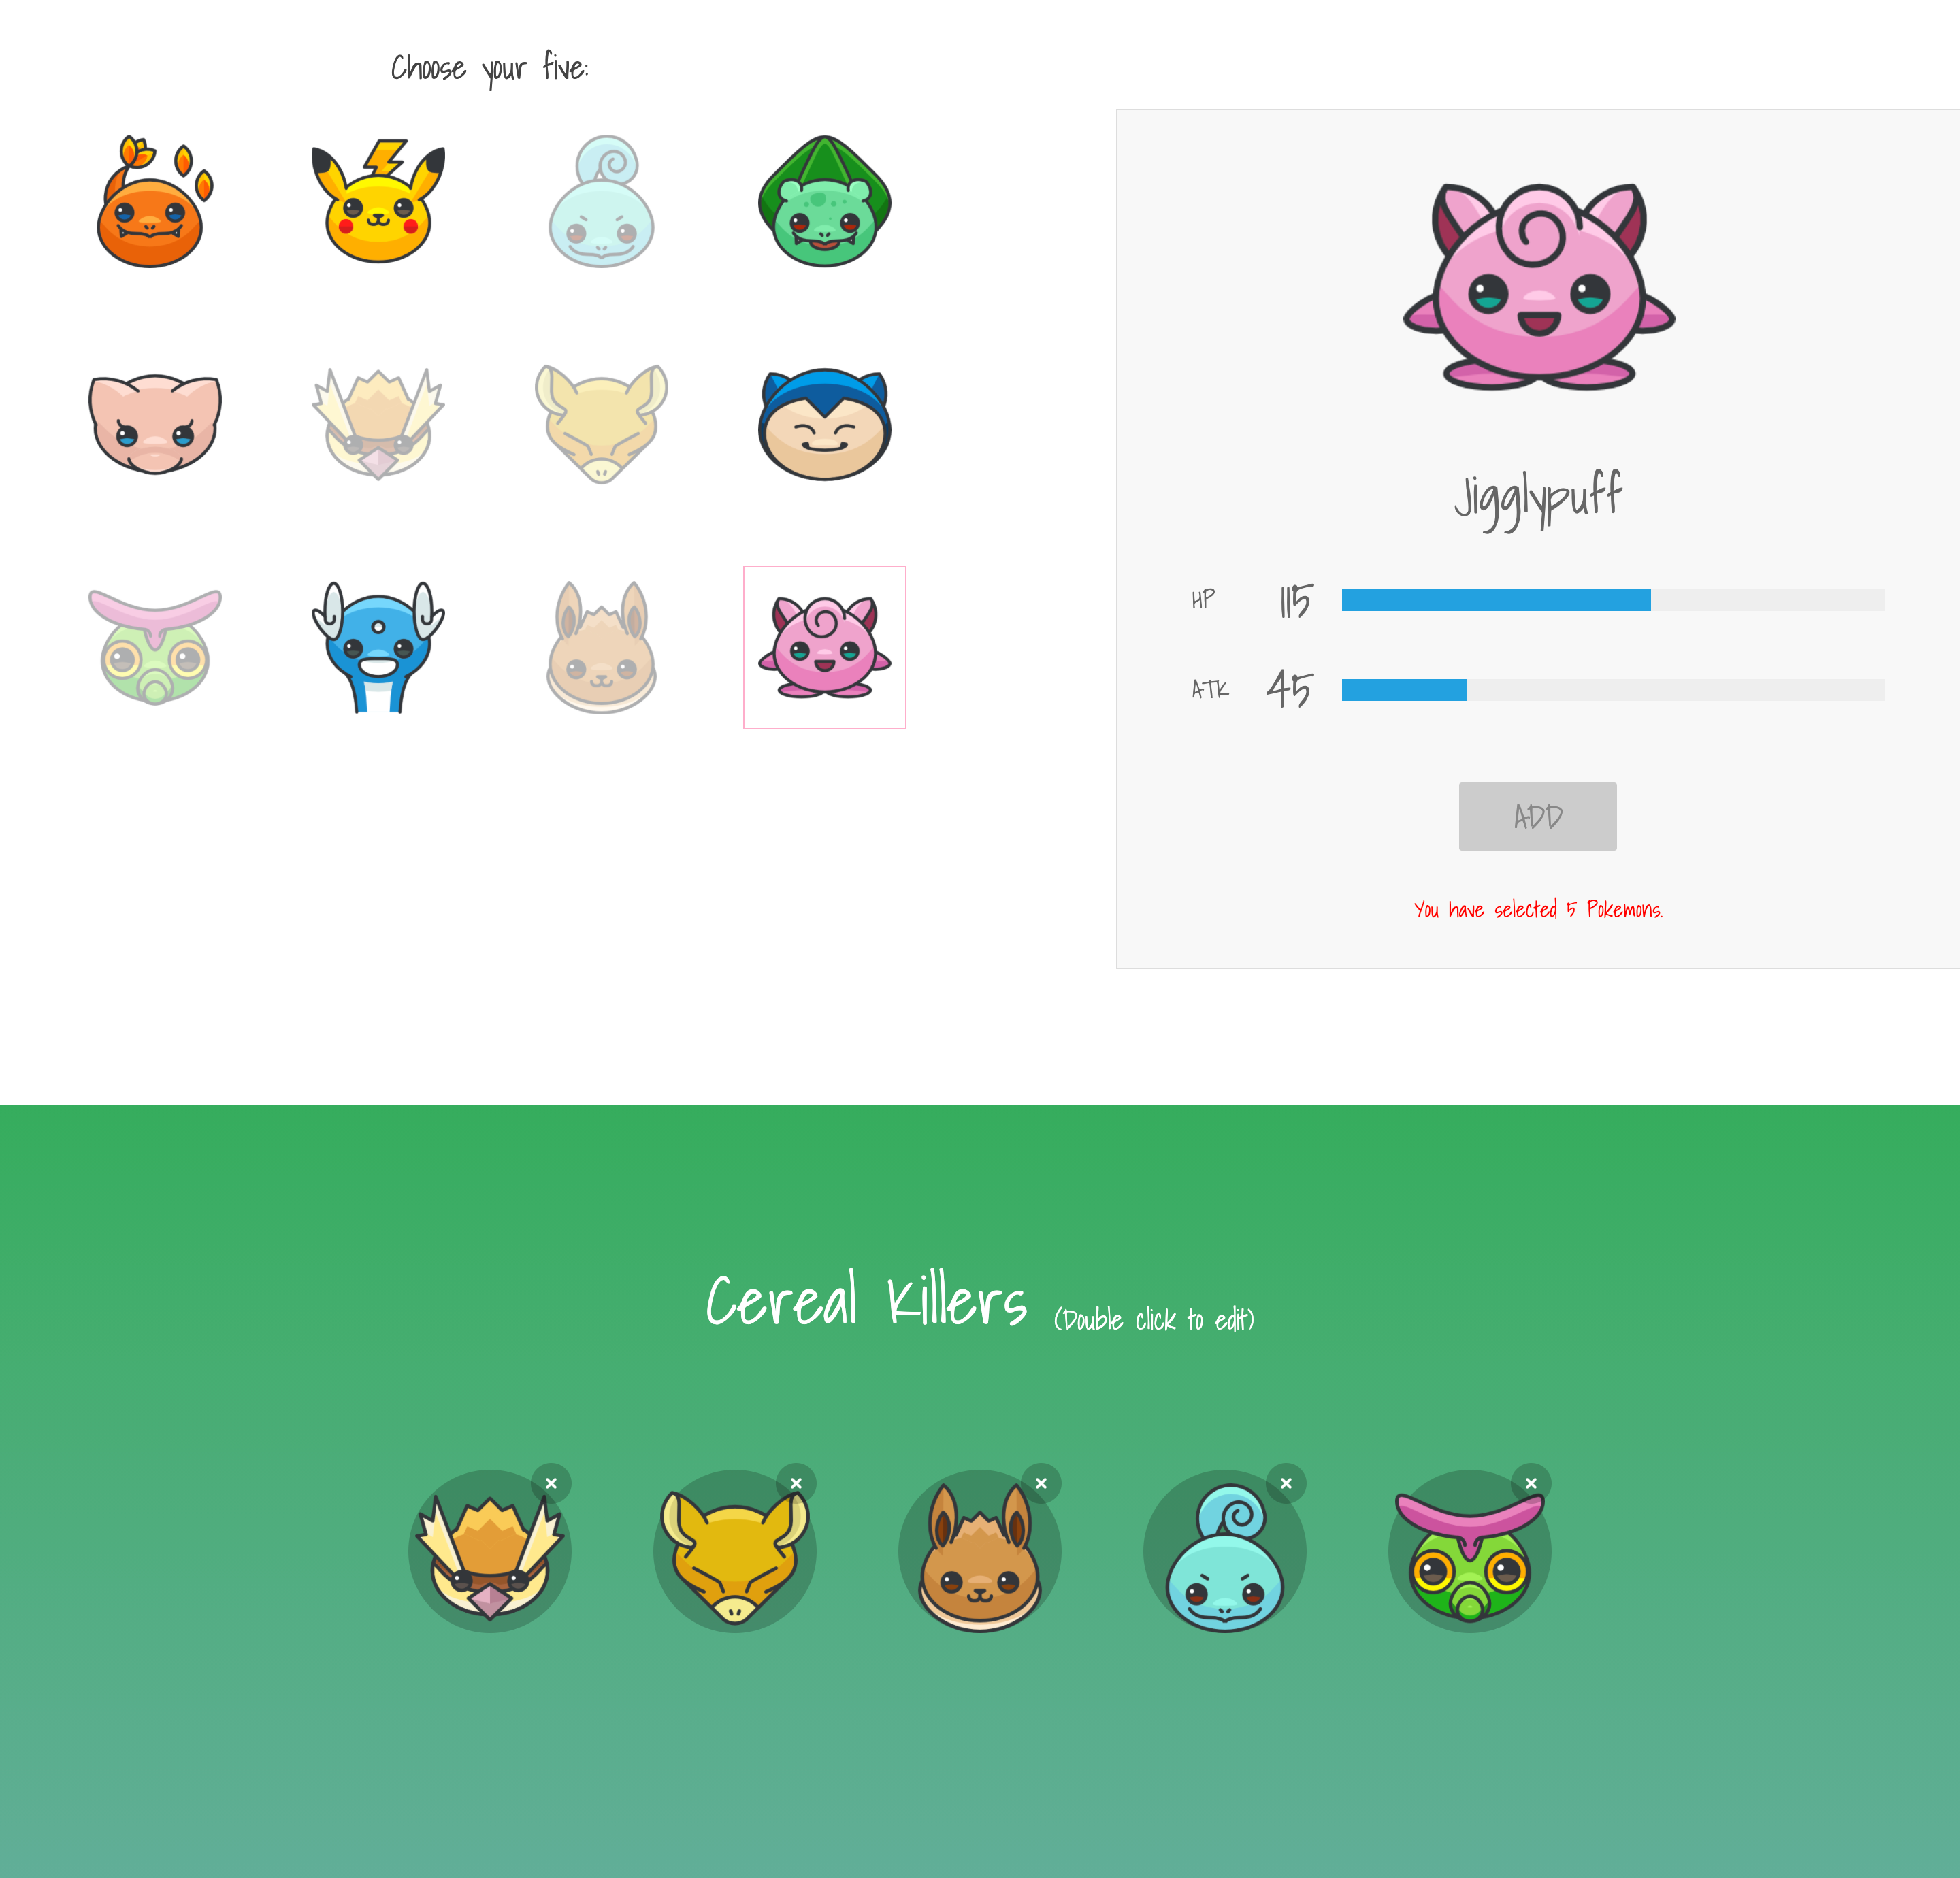 Choose your five:
Jigglypuff
HP 115
ATK 45
ADD
You have selected 5 Pokemons.
Cereal Killers (Double click to edit)